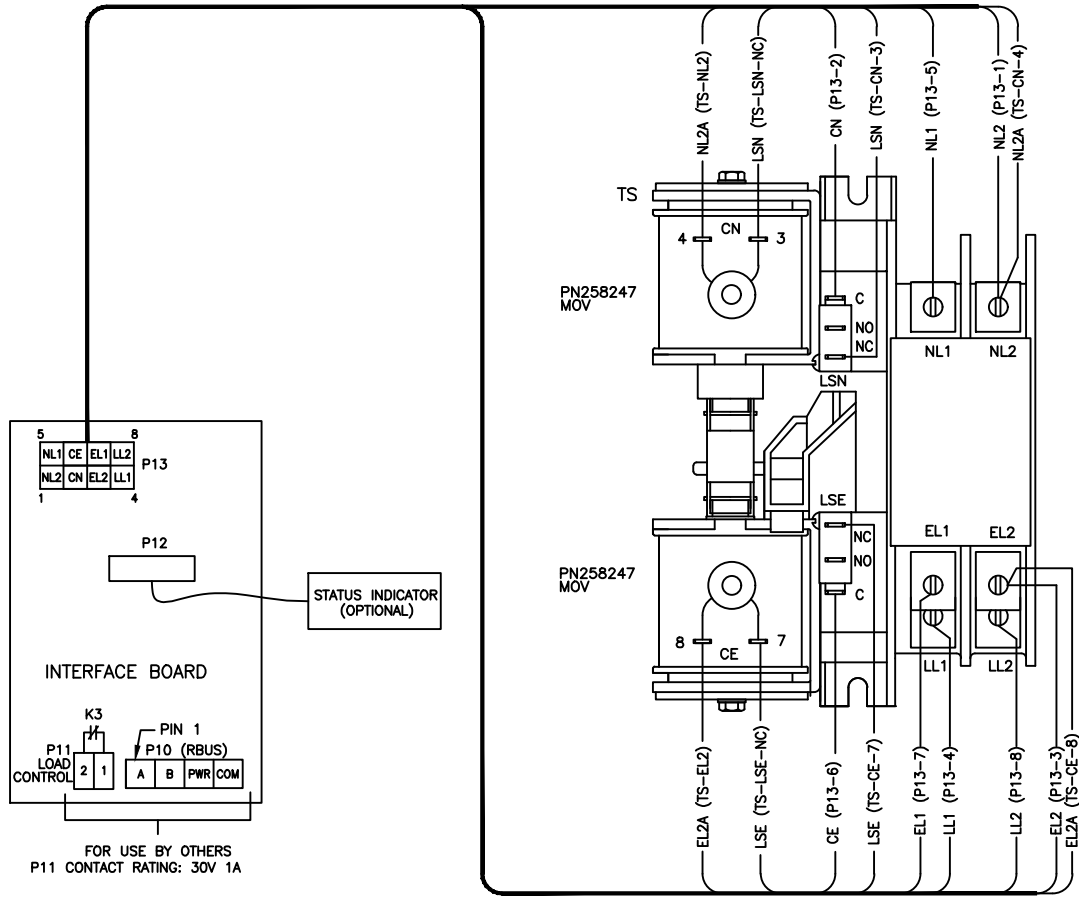 NL2A (TS-NL2)
LSN (TS-LSN-NC)
CN (P13-2)
LSN (TS-CN-3)
NL1 (P13-5)
NL2 (P13-1)
NL2A (TS-CN-4)
TS
CN
4
3
PN258247
MOV
C
NO
NC
LSN
NL1
NL2
5
8
NL1
CE
EL1
LL2
P13
NL2
CN
EL2
LL1
1
4
P12
STATUS INDICATOR
(OPTIONAL)
INTERFACE BOARD
K3
PIN 1
P10 (RBUS)
P11
LOAD
CONTROL
2
1
A
B
PWR
COM
FOR USE BY OTHERS
P11 CONTACT RATING: 30V 1A
LSE
EL1
EL2
NC
NO
C
PN258247
MOV
8
7
CE
LL1
LL2
EL2A (TS-EL2)
LSE (TS-LSE-NC)
CE (P13-6)
LSE (TS-CE-7)
EL1 (P13-7)
LL1 (P13-4)
LL2 (P13-8)
EL2 (P13-3)
EL2A (TS-CE-8)